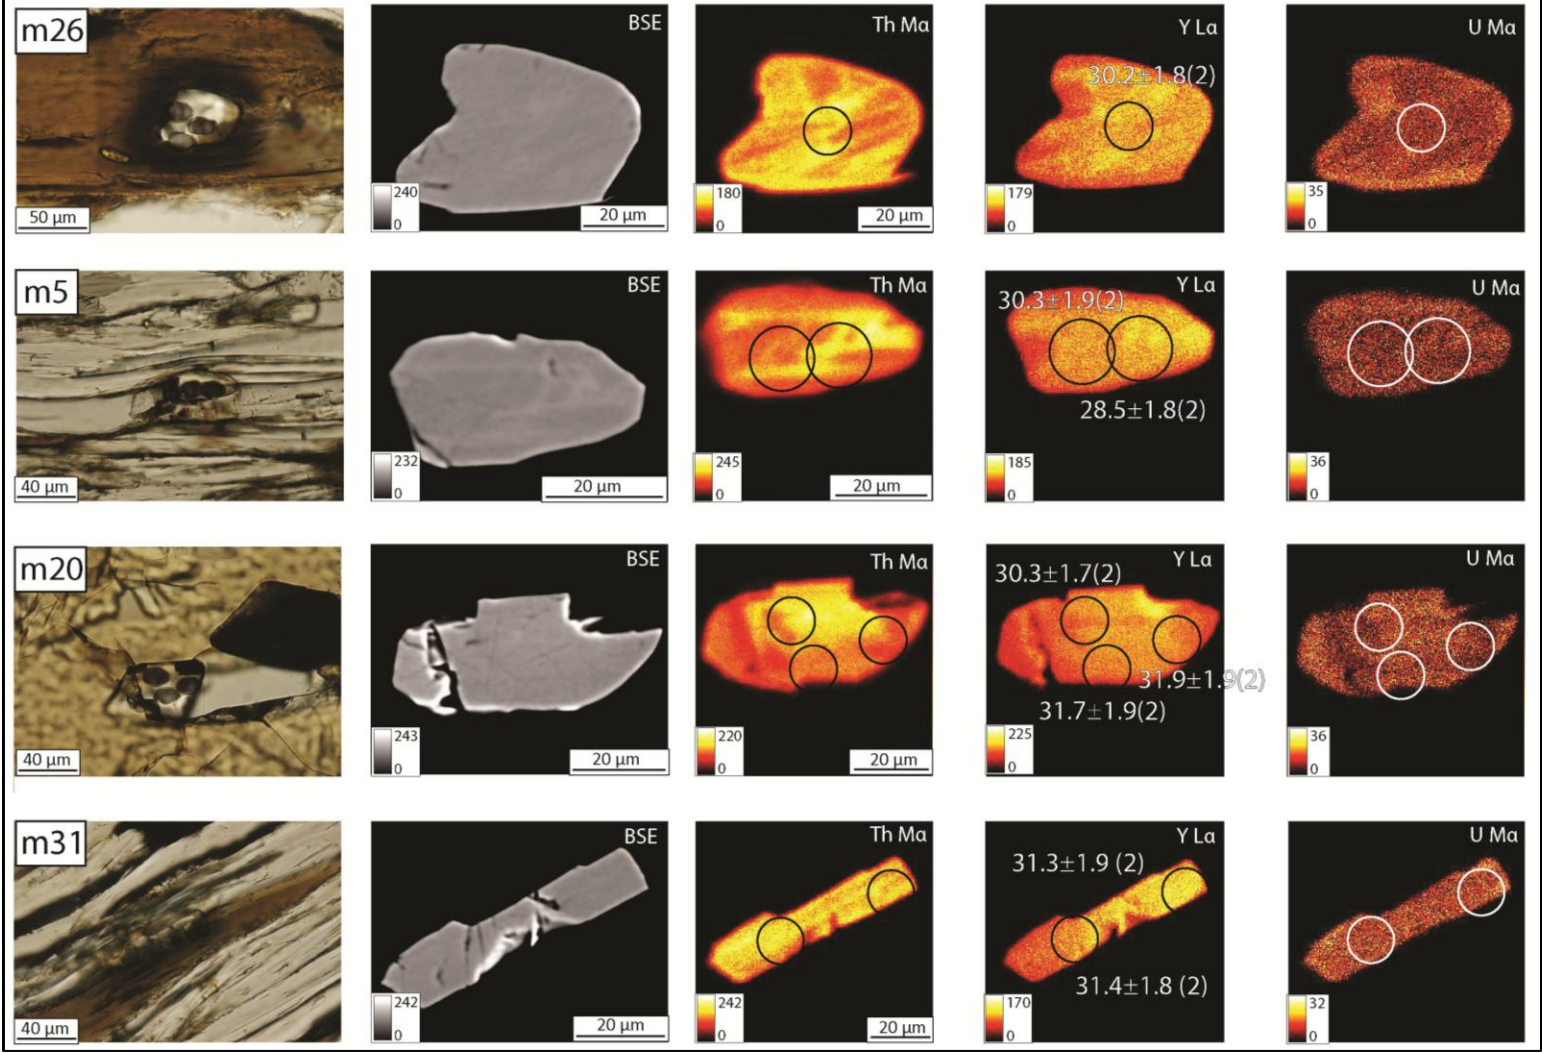 m26
50 µm
BSE
240
0
20 µm
Th Mα
180
0
20 µm
Y Lα
30.2±1.8(2)
179
0
U Mα
35
0
m5
40 µm
BSE
232
0
20 µm
Th Mα
245
0
20 µm
Y Lα
30.3±1.9(2)
28.5±1.8(2)
185
0
U Mα
36
0
m20
40 µm
BSE
243
0
20 µm
Th Mα
220
0
20 µm
Y Lα
30.3±1.7(2)
31.9±1.9(2)
31.7±1.9(2)
225
0
U Mα
36
0
m31
40 µm
BSE
242
0
20 µm
Th Mα
242
0
20 µm
Y Lα
31.3±1.9 (2)
31.4±1.8 (2)
170
0
U Mα
32
0